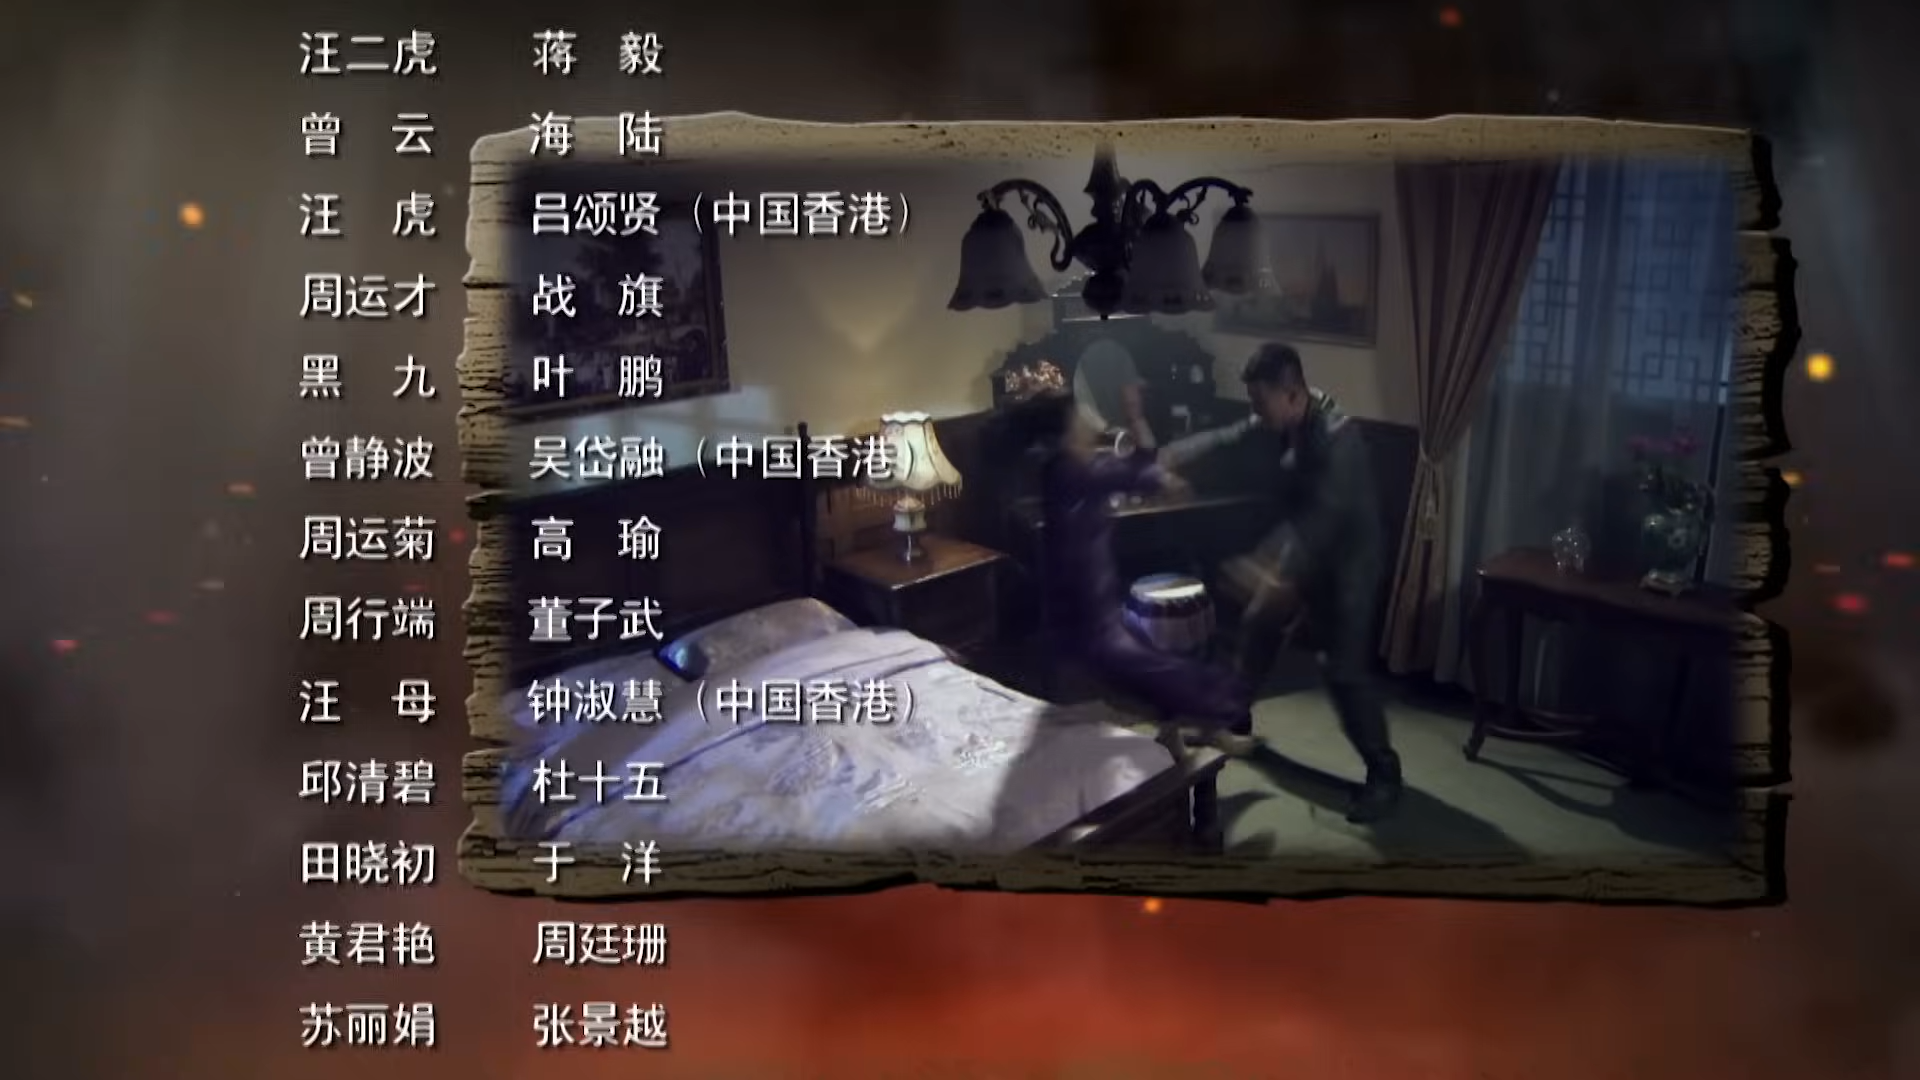 汪二虎 蒋 毅
曾 云 海 陆
汪 虎 吕颂贤（中国香港）
周运才 战 旗
黑 九 叶 鹏
曾静波 吴岱融（中国香港）
周运菊 高 瑜
周行端 董子武
汪 母 钟淑慧（中国香港）
邱清碧 杜十五
田晓初 于 洋
黄君艳 周廷珊
苏丽娟 张景越